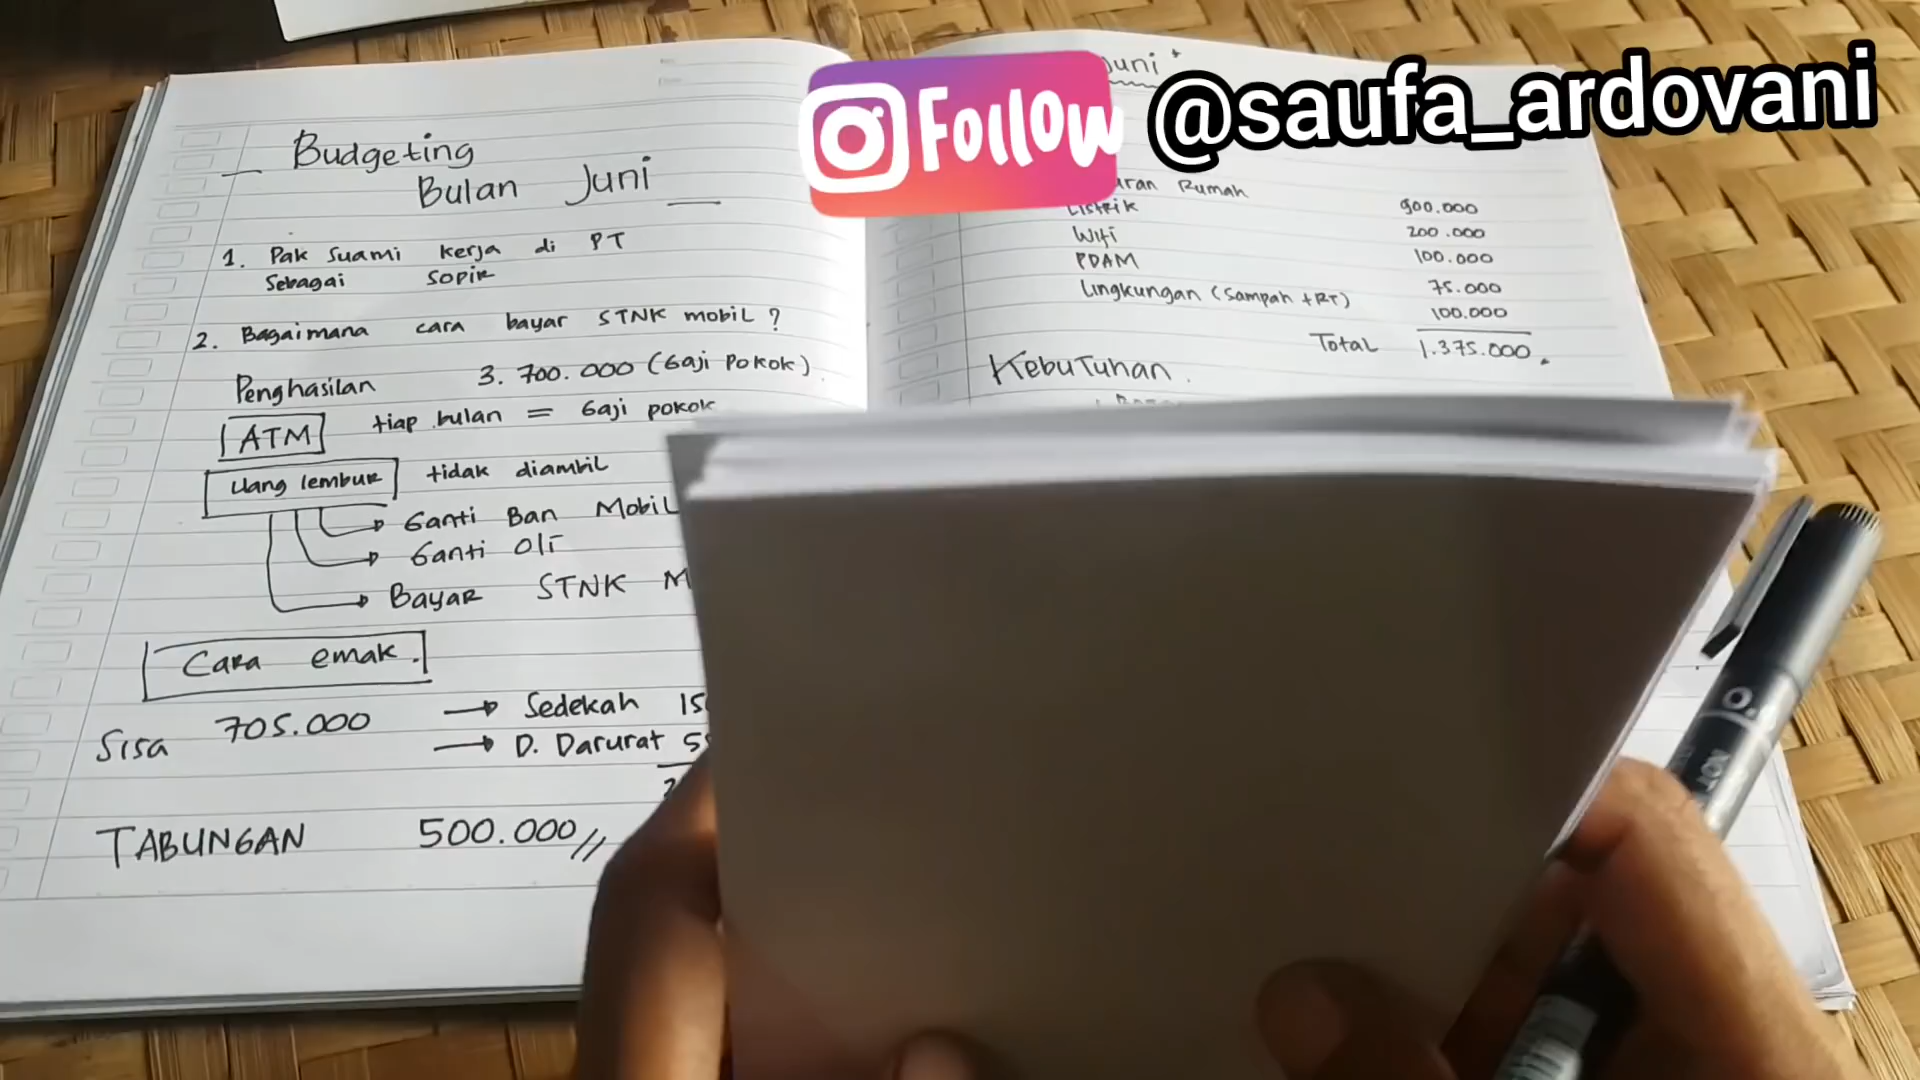 Budgeting
Bulan Juni
1. Pak Suami kerja di PT
Sebagai sopir
2. Bagaimana cara bayar STNK mobil ?
Penghasilan 3.700.000 (Gaji Pokok)
ATM tiap bulan = Gaji pokok
Uang lembur tidak diambil
Ganti Ban Mobil
Ganti Oli
Bayar STNK M
Cara emak.
Sisa 705.000 Sedekah
D. Darurat
TABUNGAN 500.000
Follow @saufa_ardovani
Juni
Rumah
Listrik 900.000
Wifi 200.000
PDAM 100.000
Lingkungan (Sampah + RT) 75.000
100.000
Total 1.375.000
Kebutuhan